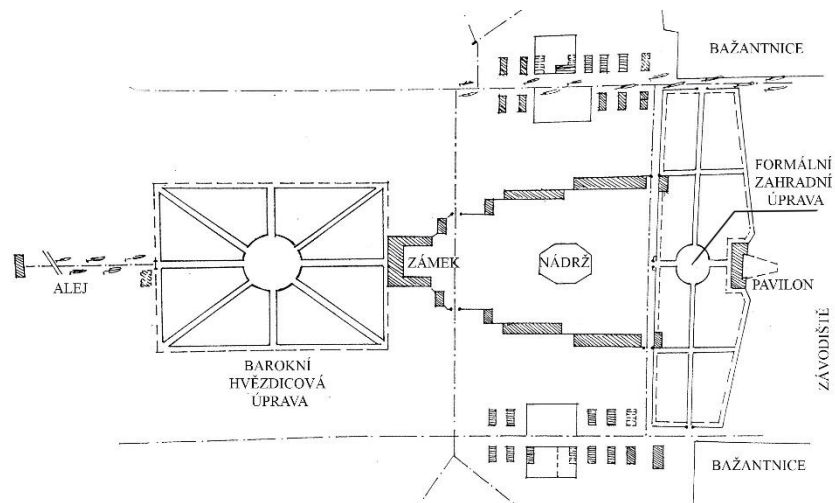 BAŽANTNICE
FORMÁLNÍ
ZAHRADNÍ
ÚPRAVA
ZÁMEK
NÁDRŽ
ALEJ
PAVILON
BAROKNÍ
HVĚZDICOVÁ
ÚPRAVA
ZÁVODIŠTĚ
BAŽANTNICE